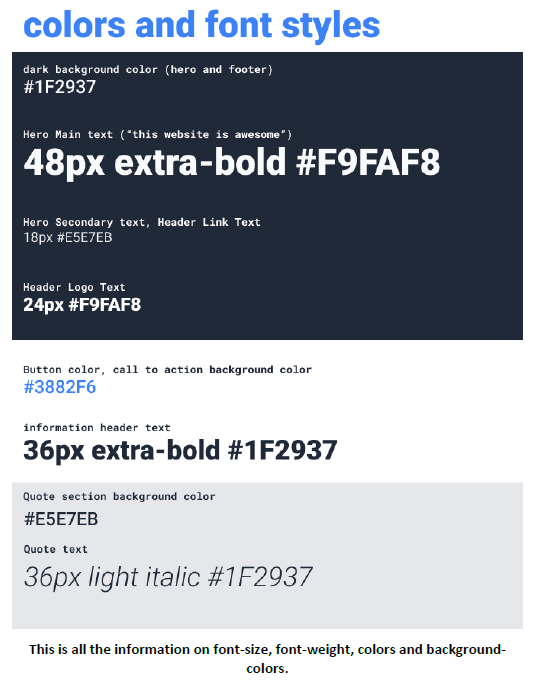 colors and font styles
dark background color (hero and footer)
#1F2937
Hero Main text (“this website is awesome”)
48px extra-bold #F9FAF8
Hero Secondary text, Header Link Text
18px #E5E7EB
Header Logo Text
24px #F9FAF8
Button color, call to action background color
#3882F6
information header text
36px extra-bold #1F2937
Quote section background color
#E5E7EB
Quote text
36px light italic #1F2937
This is all the information on font-size, font-weight, colors and background-
colors.